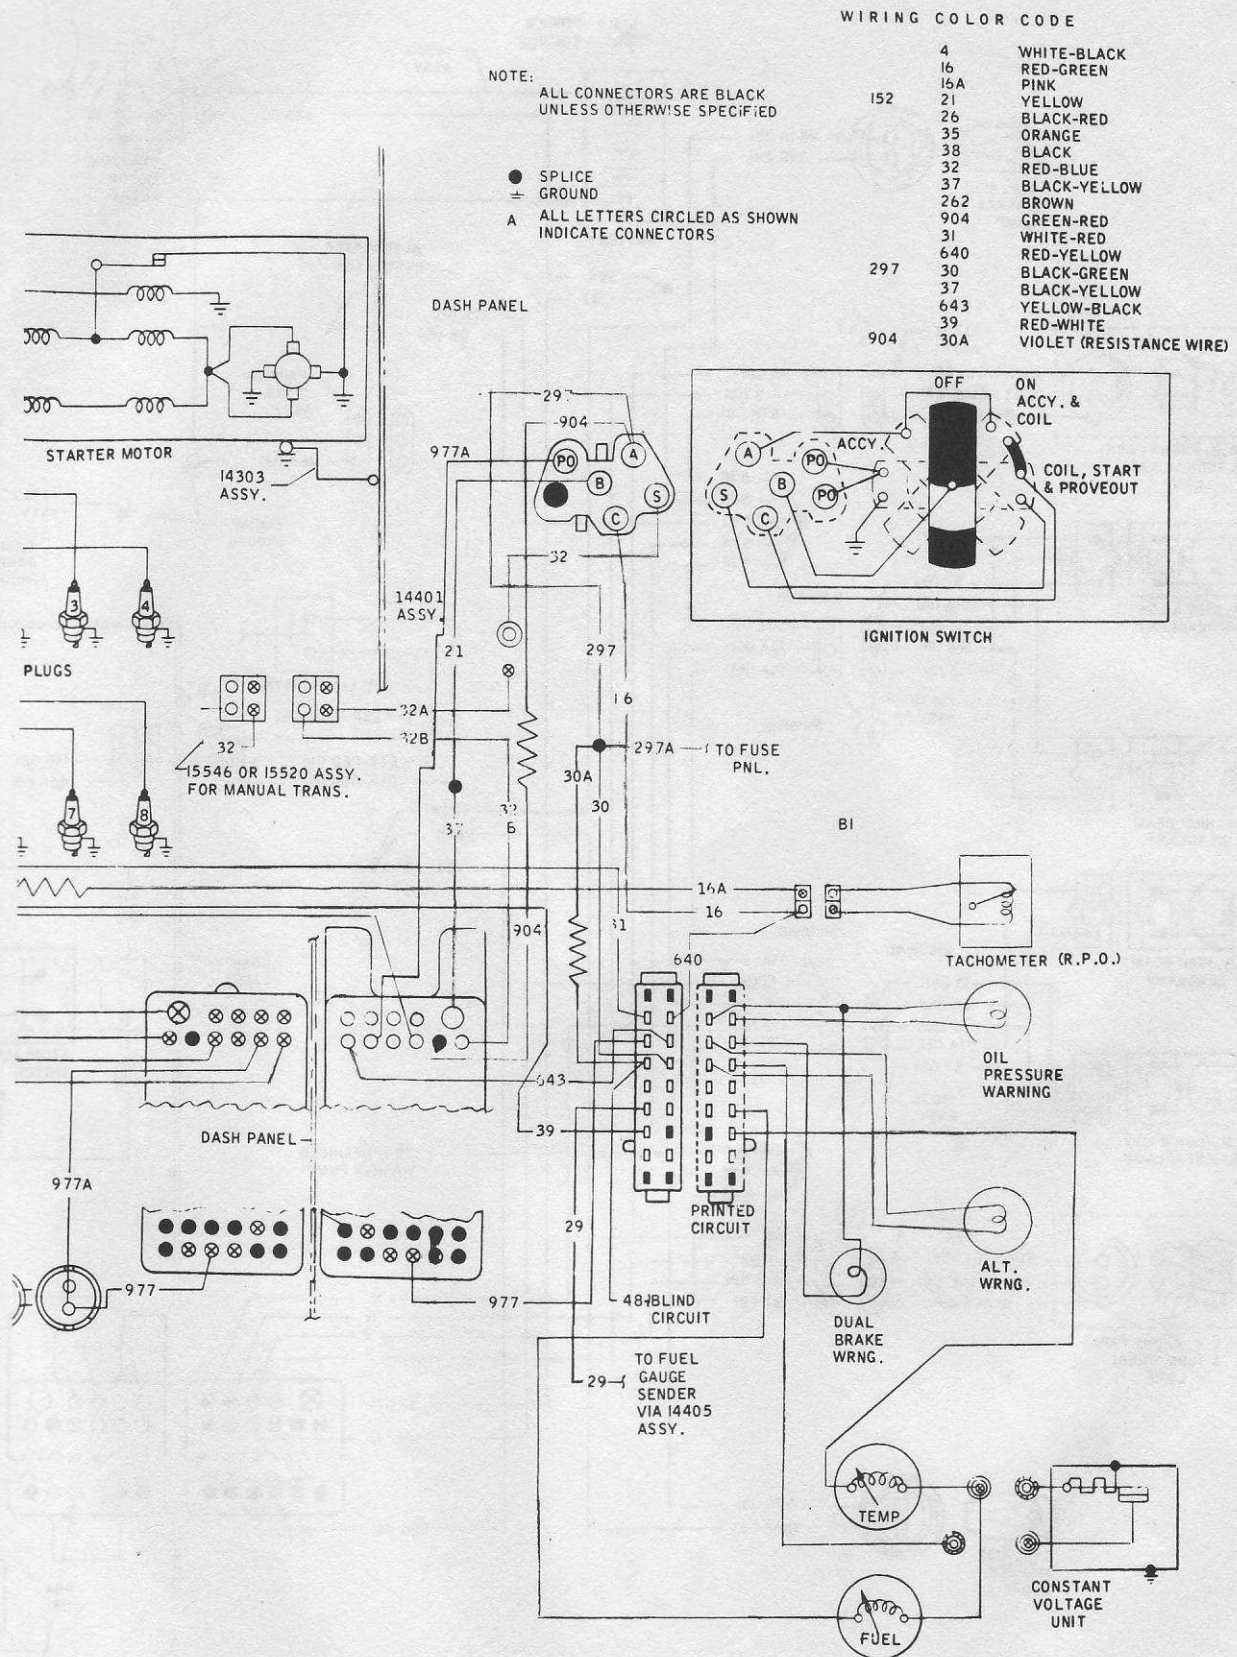 WIRING COLOR CODE
4 WHITE-BLACK
16 RED-GREEN
16A PINK
152 21 YELLOW
26 BLACK-RED
35 ORANGE
38 BLACK
32 RED-BLUE
37 BLACK-YELLOW
262 BROWN
904 GREEN-RED
31 WHITE-RED
640 RED-YELLOW
297 30 BLACK-GREEN
37 BLACK-YELLOW
643 YELLOW-BLACK
39 RED-WHITE
904 30A VIOLET (RESISTANCE WIRE)
NOTE:
ALL CONNECTORS ARE BLACK
UNLESS OTHERWISE SPECIFIED
SPLICE
GROUND
A ALL LETTERS CIRCLED AS SHOWN
INDICATE CONNECTORS
DASH PANEL
STARTER MOTOR
14303
ASSY.
297
904
977A
PO
A
B
S
C
32
OFF
ON
ACCY. &
COIL
ACCY.
A
PO
B
PO
S
C
COIL, START
& PROVEOUT
IGNITION SWITCH
3
4
PLUGS
14401
ASSY.
21
297
16
32A
32B
32
15546 OR 15520 ASSY.
FOR MANUAL TRANS.
297A
TO FUSE
PNL.
30A
30
7
8
37
32
B
B1
16A
16
904
31
640
TACHOMETER (R.P.O.)
OIL
PRESSURE
WARNING
643
39
DASH PANEL
977A
PRINTED
CIRCUIT
29
ALT.
WRNG.
977
977
48
BLIND
CIRCUIT
DUAL
BRAKE
WRNG.
29
TO FUEL
GAUGE
SENDER
VIA 14405
ASSY.
TEMP
FUEL
CONSTANT
VOLTAGE
UNIT